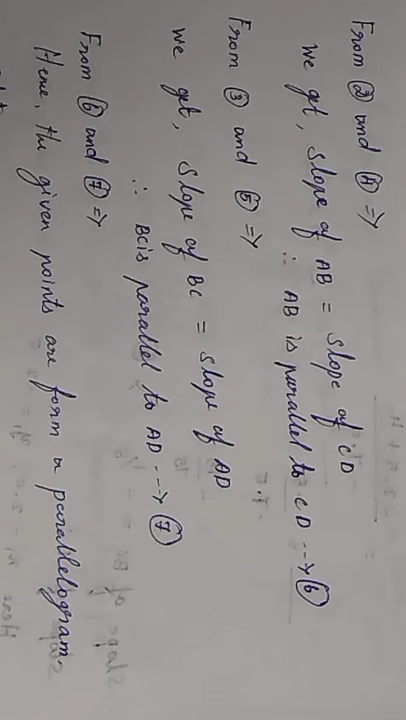 From ② and ④ ⇒
We get, Slope of AB = Slope of CD
∴ AB is parallel to CD --→ ⑥
From ③ and ⑤ ⇒
We get, Slope of BC = Slope of AD
∴ BC is parallel to AD --→ ⑦
From ⑥ and ⑦ ⇒
Here, the given points are form a parallelogram.